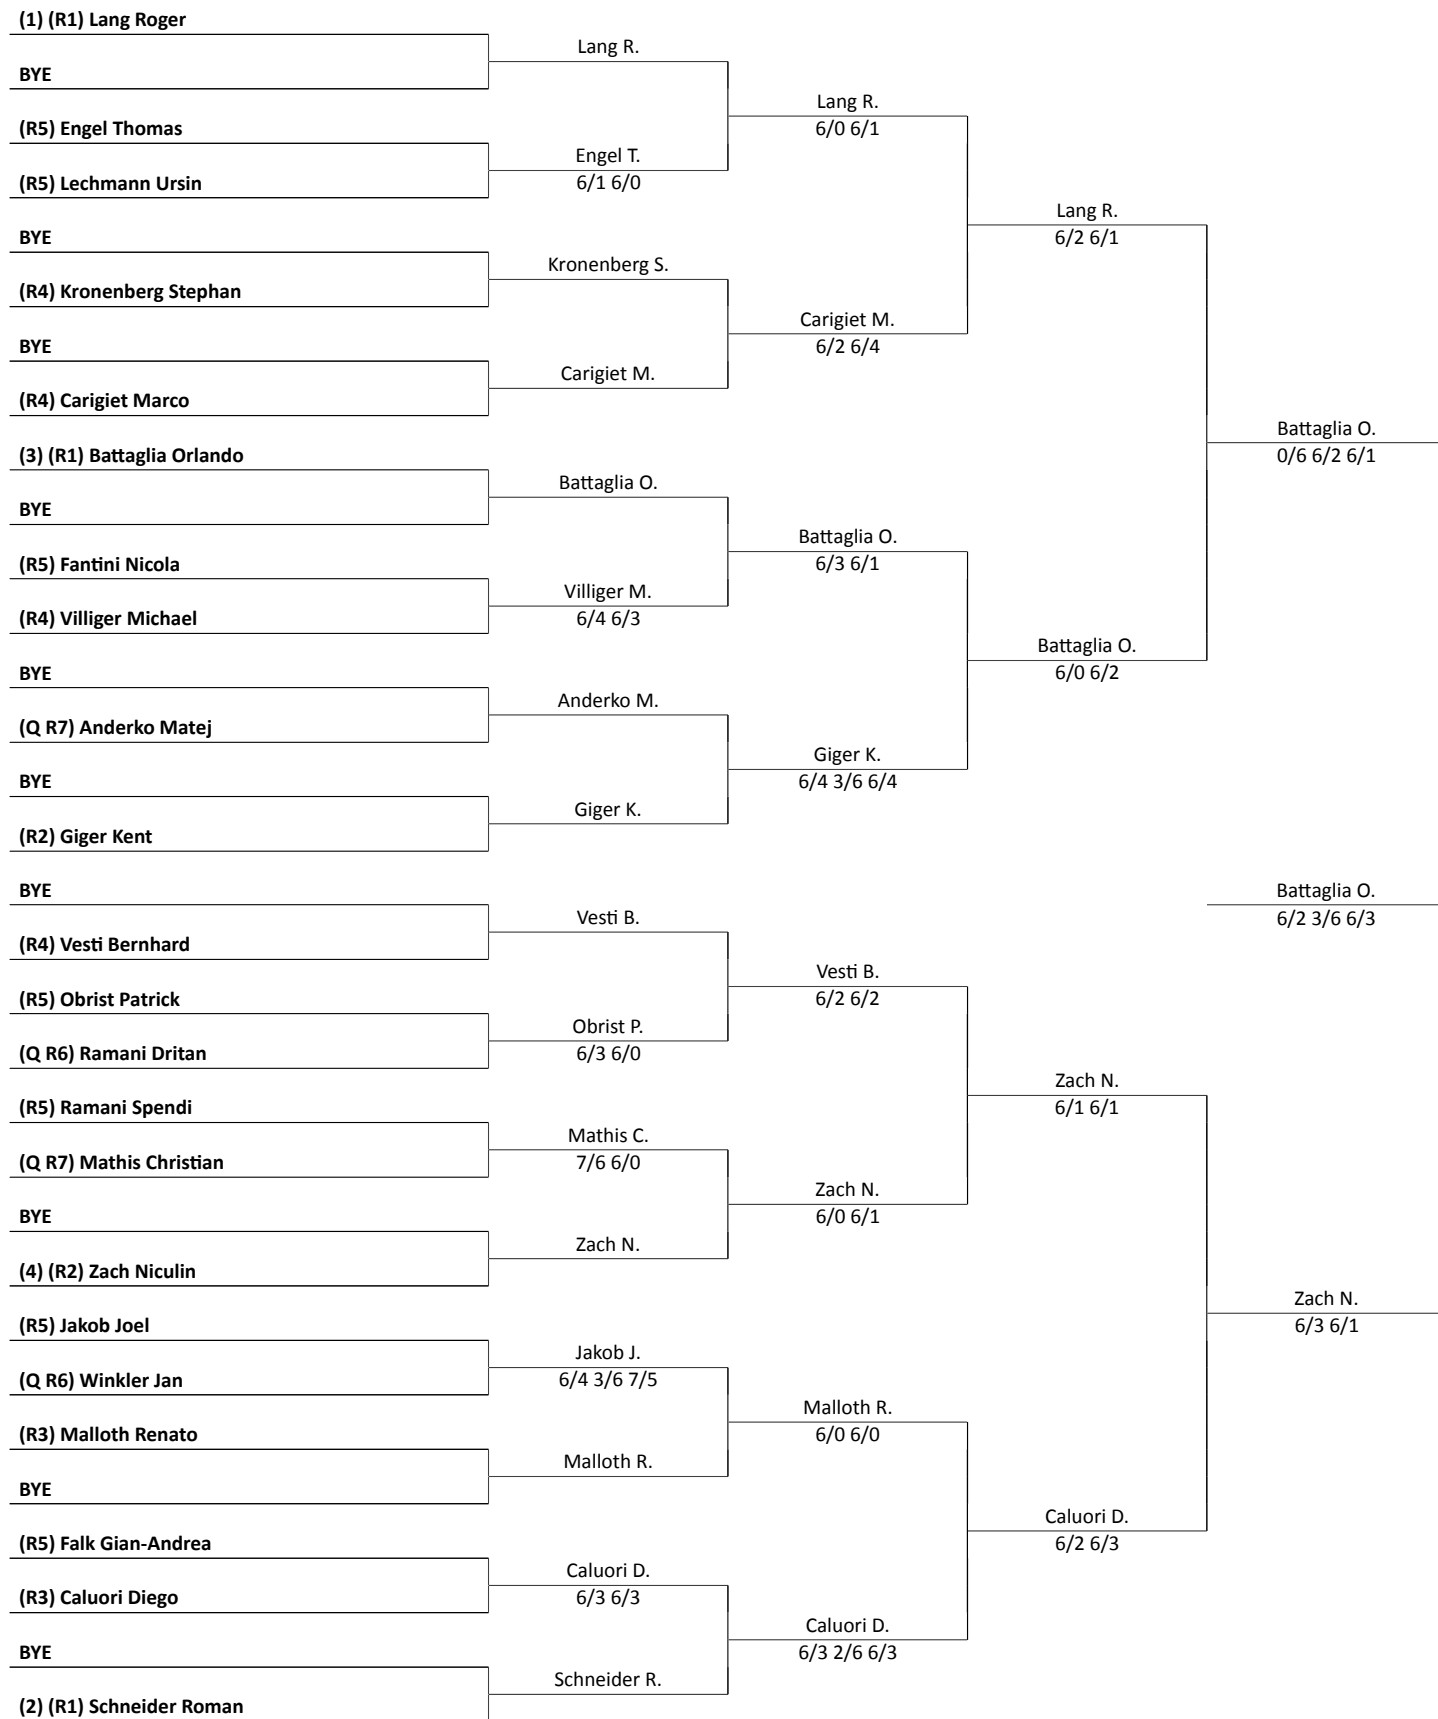 (1) (R1) Lang Roger
BYE
(R5) Engel Thomas
(R5) Lechmann Ursin
BYE
(R4) Kronenberg Stephan
BYE
(R4) Carigiet Marco
(3) (R1) Battaglia Orlando
BYE
(R5) Fantini Nicola
(R4) Villiger Michael
BYE
(Q R7) Anderko Matej
BYE
(R2) Giger Kent
BYE
(R4) Vesti Bernhard
(R5) Obrist Patrick
(Q R6) Ramani Dritan
(R5) Ramani Spendi
(Q R7) Mathis Christian
BYE
(4) (R2) Zach Niculin
(R5) Jakob Joel
(Q R6) Winkler Jan
(R3) Malloth Renato
BYE
(R5) Falk Gian-Andrea
(R3) Caluori Diego
BYE
(2) (R1) Schneider Roman
Lang R.
Engel T.
6/1 6/0
Kronenberg S.
Carigiet M.
Battaglia O.
Villiger M.
6/4 6/3
Anderko M.
Giger K.
Vesti B.
Obrist P.
6/3 6/0
Mathis C.
7/6 6/0
Zach N.
Jakob J.
6/4 3/6 7/5
Malloth R.
Caluori D.
6/3 6/3
Schneider R.
Lang R.
6/0 6/1
Carigiet M.
6/2 6/4
Battaglia O.
6/3 6/1
Giger K.
6/4 3/6 6/4
Vesti B.
6/2 6/2
Zach N.
6/0 6/1
Malloth R.
6/0 6/0
Caluori D.
6/3 2/6 6/3
Lang R.
6/2 6/1
Battaglia O.
6/0 6/2
Zach N.
6/1 6/1
Caluori D.
6/2 6/3
Battaglia O.
0/6 6/2 6/1
Battaglia O.
6/2 3/6 6/3
Zach N.
6/3 6/1